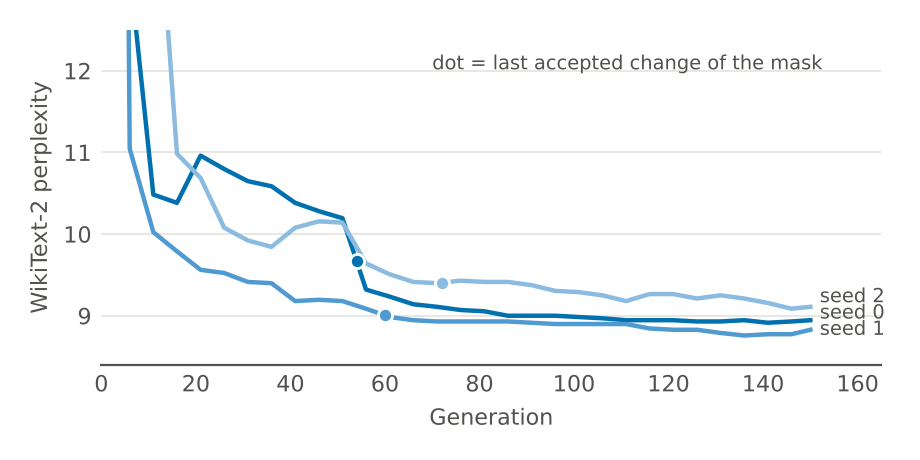 dot = last accepted change of the mask
WikiText-2 perplexity
12
11
10
9
seed 2
seed 0
seed 1
0 20 40 60 80 100 120 140 160
Generation